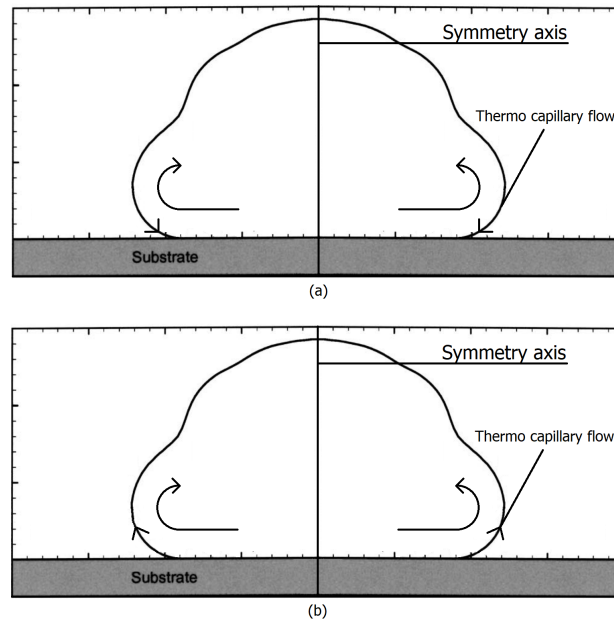 Symmetry axis
Thermo capillary flow
Substrate
(a)
Symmetry axis
Thermo capillary flow
Substrate
(b)